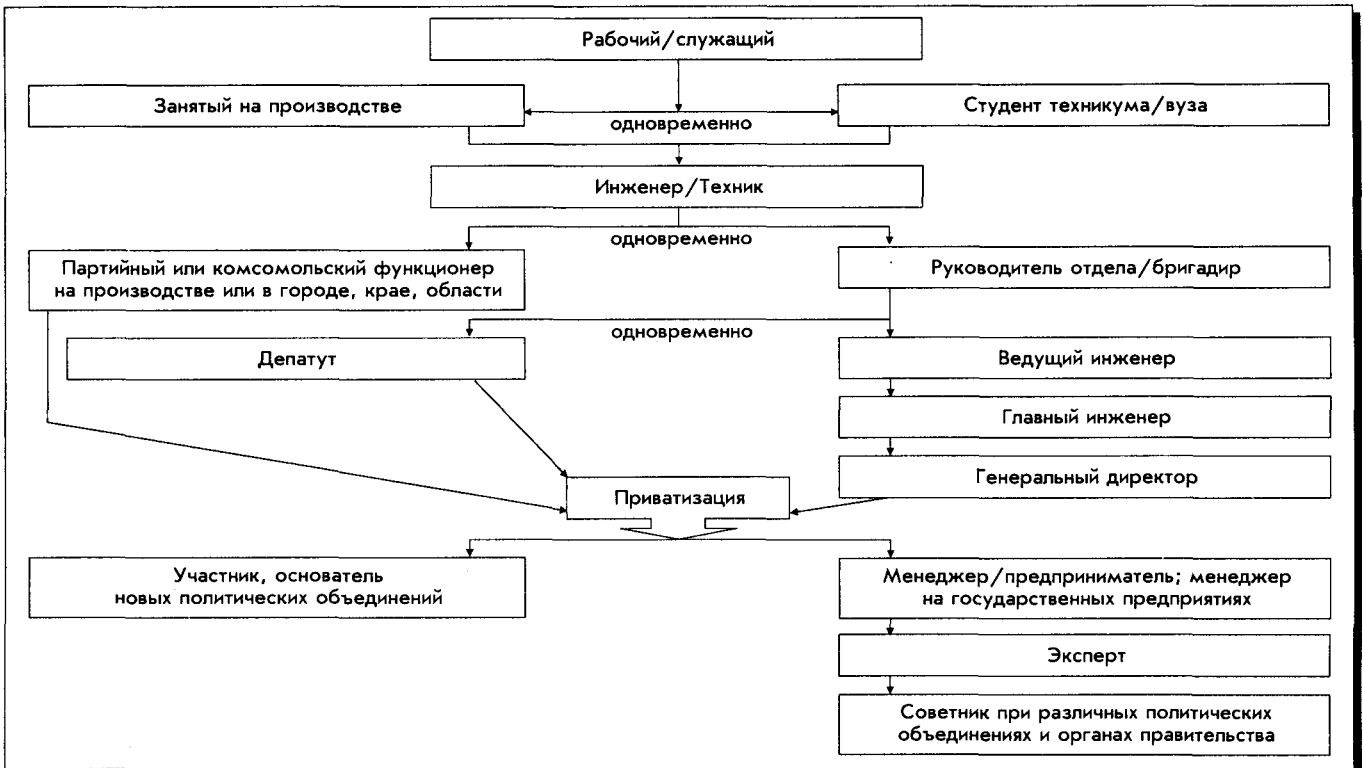 Рабочий/служащий
Занятый на производстве
Студент техникума/вуза
одновременно
Инженер/Техник
одновременно
Партийный или комсомольский функционер
на производстве или в городе, крае, области
Руководитель отдела/бригадир
одновременно
Депатут
Ведущий инженер
Главный инженер
Генеральный директор
Приватизация
Участник, основатель
новых политических объединений
Менеджер/предприниматель; менеджер
на государственных предприятиях
Эксперт
Советник при различных политических
объединениях и органах правительства